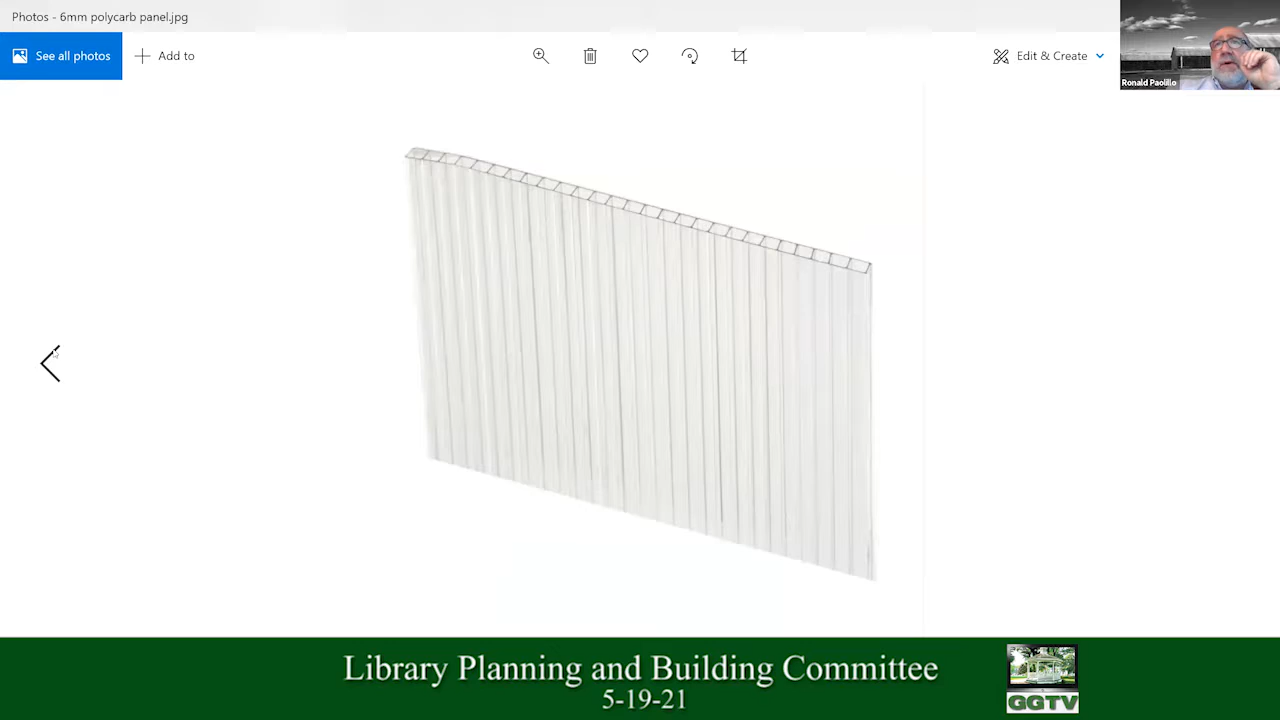 Photos - 6mm polycarb panel.jpg
See all photos
Add to
Edit & Create
Ronald Paolillo
Library Planning and Building Committee
5-19-21
GGTV